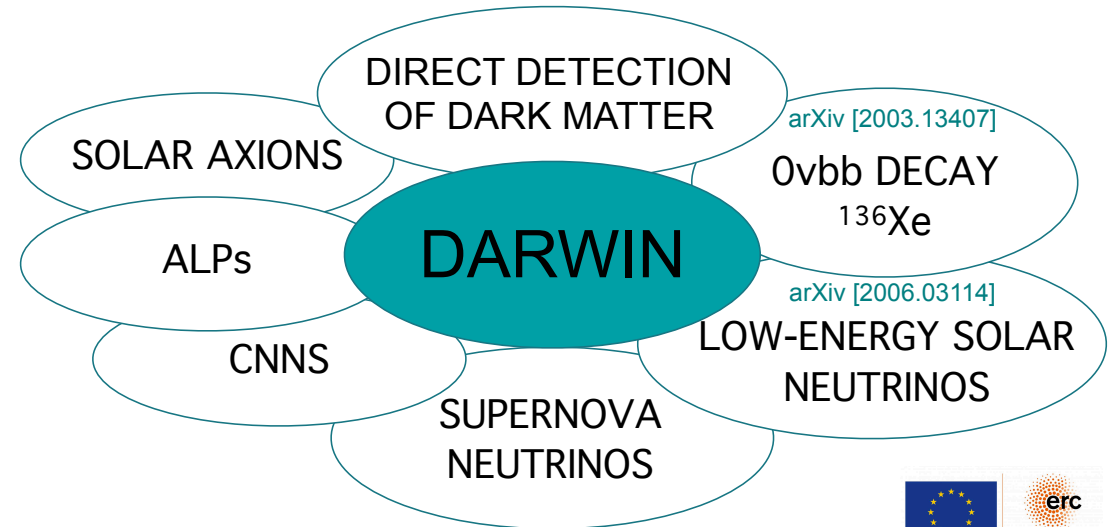 DIRECT DETECTION
OF DARK MATTER
SOLAR AXIONS
arXiv [2003.13407]
0vbb DECAY
¹³⁶Xe
ALPs
DARWIN
arXiv [2006.03114]
LOW-ENERGY SOLAR
NEUTRINOS
CNNS
SUPERNOVA
NEUTRINOS
erc